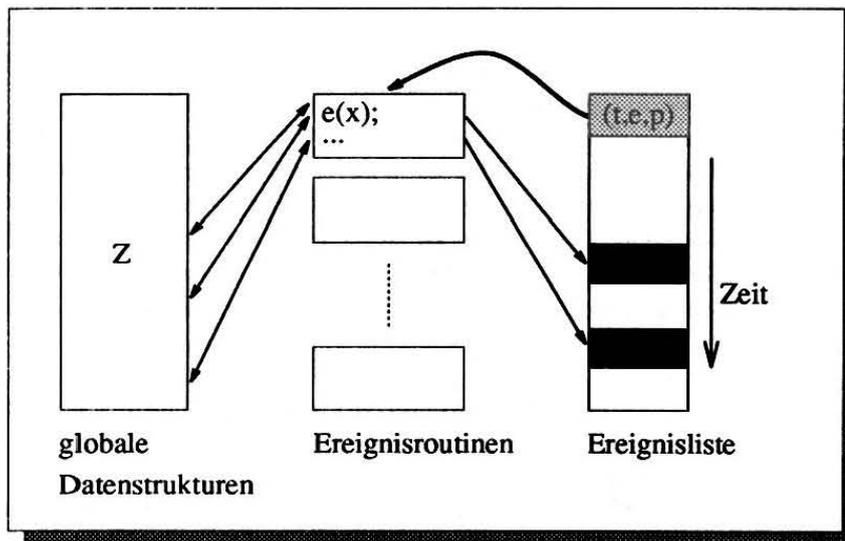 e(x);
...
(t,e,p)
Z
Zeit
globale
Datenstrukturen
Ereignisroutinen
Ereignisliste